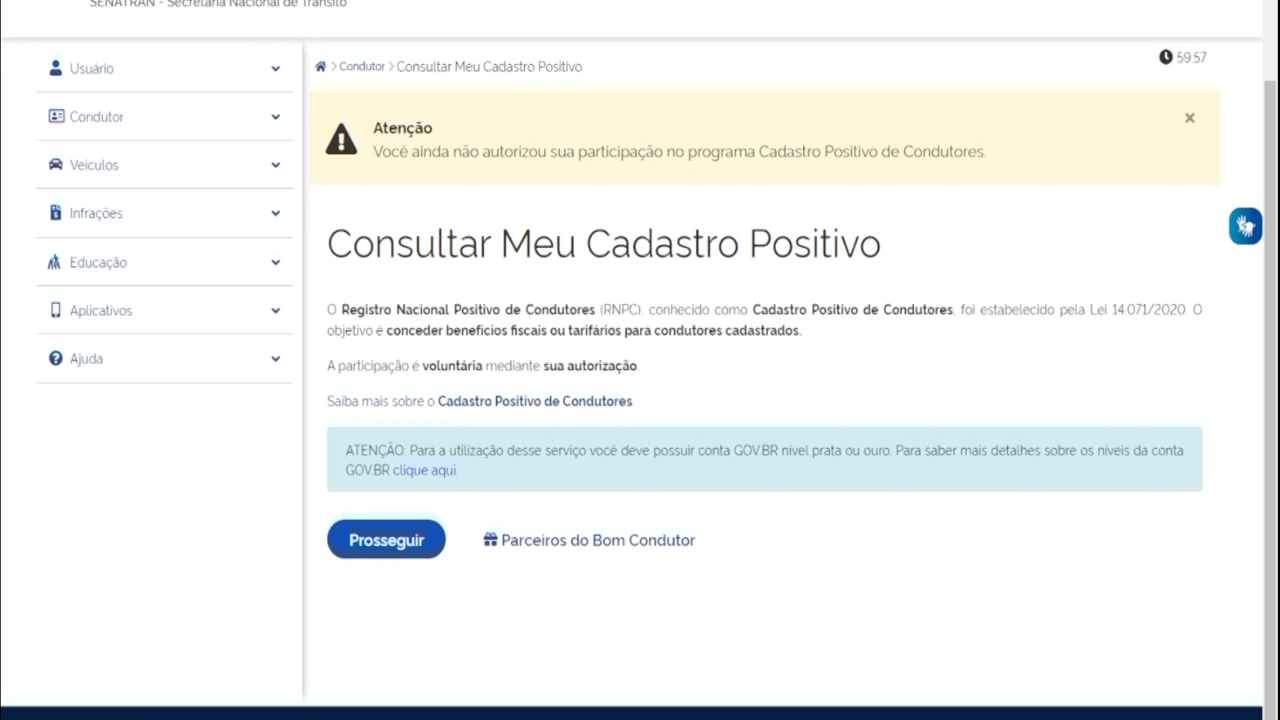 SENATRAN - Secretaria Nacional de Trânsito
Usuário
Condutor
Veículos
Infrações
Educação
Aplicativos
Ajuda
Condutor > Consultar Meu Cadastro Positivo
59:57
Atenção
×
Você ainda não autorizou sua participação no programa Cadastro Positivo de Condutores.
Consultar Meu Cadastro Positivo
O Registro Nacional Positivo de Condutores (RNPC), conhecido como Cadastro Positivo de Condutores, foi estabelecido pela Lei 14.071/2020. O
objetivo é conceder benefícios fiscais ou tarifários para condutores cadastrados.
A participação é voluntária mediante sua autorização.
Saiba mais sobre o Cadastro Positivo de Condutores.
ATENÇÃO: Para a utilização desse serviço você deve possuir conta GOV.BR nível prata ou ouro. Para saber mais detalhes sobre os níveis da conta
GOV.BR clique aqui.
Prosseguir
Parceiros do Bom Condutor